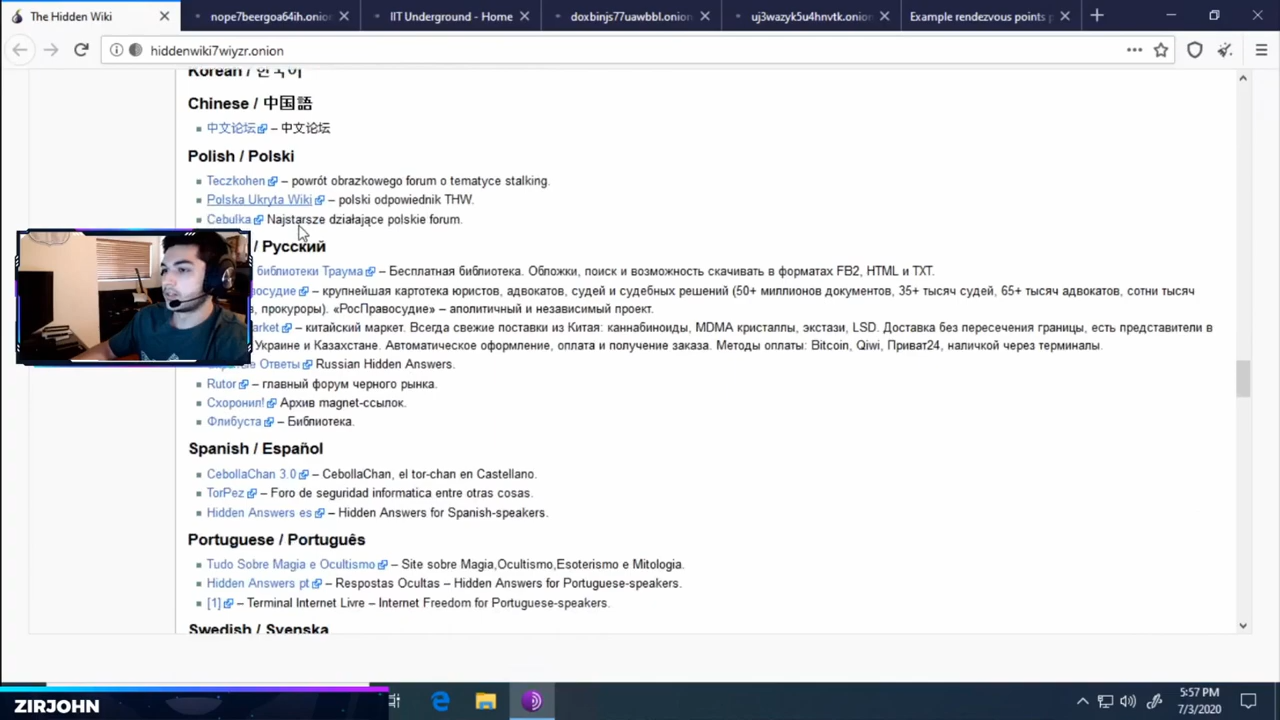 The Hidden Wiki
nope7beergoa64ih.onion
IIT Underground - Home
doxbinjs77uawbbl.onion
uj3wazyk5u4hnvtk.onion
Example rendezvous points
hiddenwiki7wiyzr.onion
Korean / 한국어
Chinese / 中国語
中文论坛 – 中文论坛
Polish / Polski
Teczkohen – powrót obrazkowego forum o tematyce stalking.
Polska Ukryta Wiki – polski odpowiednik THW.
Cebulka Najstarsze działające polskie forum.
/ Русский
библиотеки Траума – Бесплатная библиотека. Обложки, поиск и возможность скачивать в форматах FB2, HTML и TXT.
– крупнейшая картотека юристов, адвокатов, судей и судебных решений (50+ миллионов документов, 35+ тысяч судей, 65+ тысяч адвокатов, сотни тысяч
прокуроры). «РосПравосудие» – аполитичный и независимый проект.
– китайский маркет. Всегда свежие поставки из Китая: каннабиноиды, MDMA кристаллы, экстази, LSD. Доставка без пересечения границы, есть представители в
Украине и Казахстане. Автоматическое оформление, оплата и получение заказа. Методы оплаты: Bitcoin, Qiwi, Приват24, наличкой через терминалы.
Ответы Russian Hidden Answers.
Rutor – главный форум черного рынка.
Схоронил! Архив magnet-ссылок.
Флибуста – Библиотека.
Spanish / Español
CebollaChan 3.0 – CebollaChan, el tor-chan en Castellano.
TorPez – Foro de seguridad informatica entre otras cosas.
Hidden Answers es – Hidden Answers for Spanish-speakers.
Portuguese / Português
Tudo Sobre Magia e Ocultismo – Site sobre Magia,Ocultismo,Esoterismo e Mitologia.
Hidden Answers pt – Respostas Ocultas – Hidden Answers for Portuguese-speakers.
[1] – Terminal Internet Livre – Internet Freedom for Portuguese-speakers.
Swedish / Svenska
ZIRJOHN
5:57 PM
7/3/2020